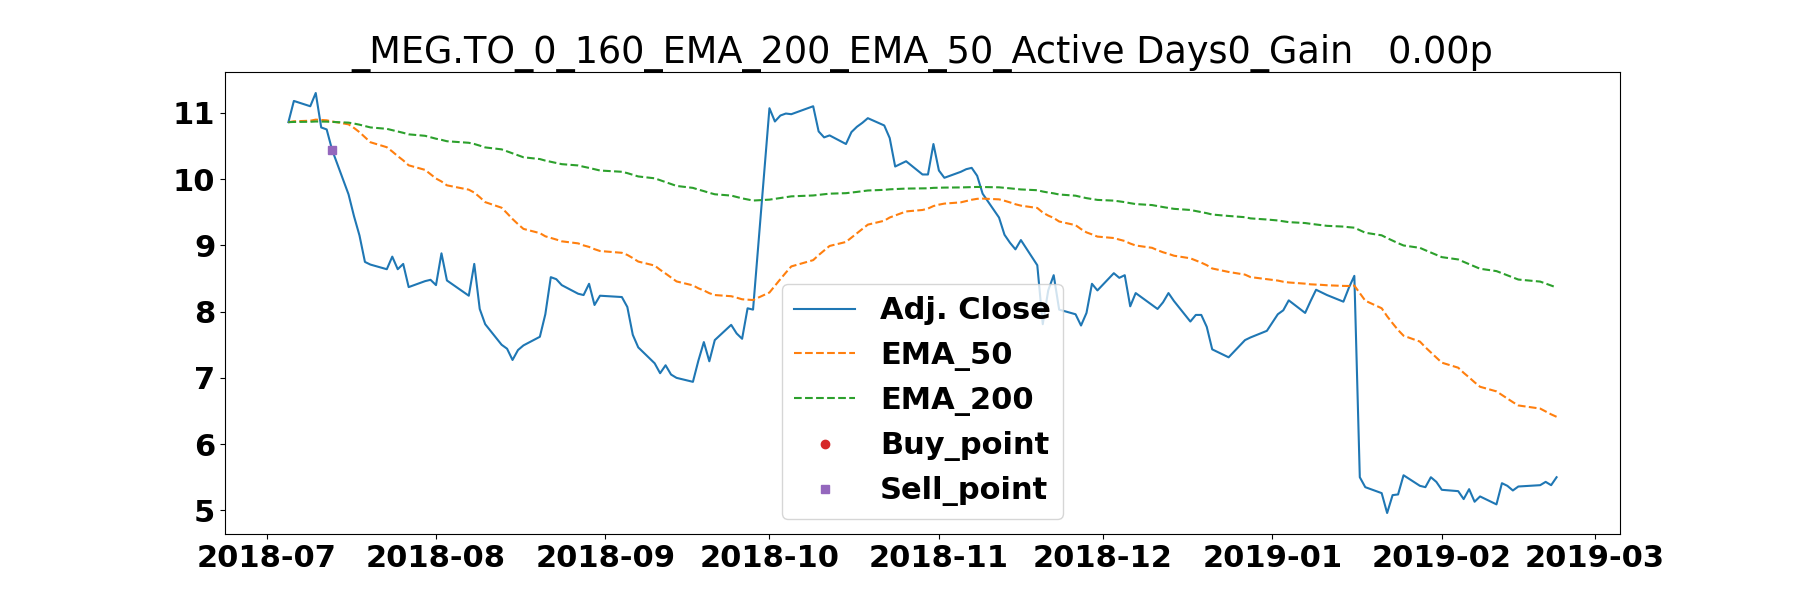 _MEG.TO_0_160_EMA_200_EMA_50_Active Days0_Gain   0.00p
11
10
9
8
7
6
5
Adj. Close
EMA_50
EMA_200
Buy_point
Sell_point
2018-07 2018-08 2018-09 2018-10 2018-11 2018-12 2019-01 2019-02 2019-03